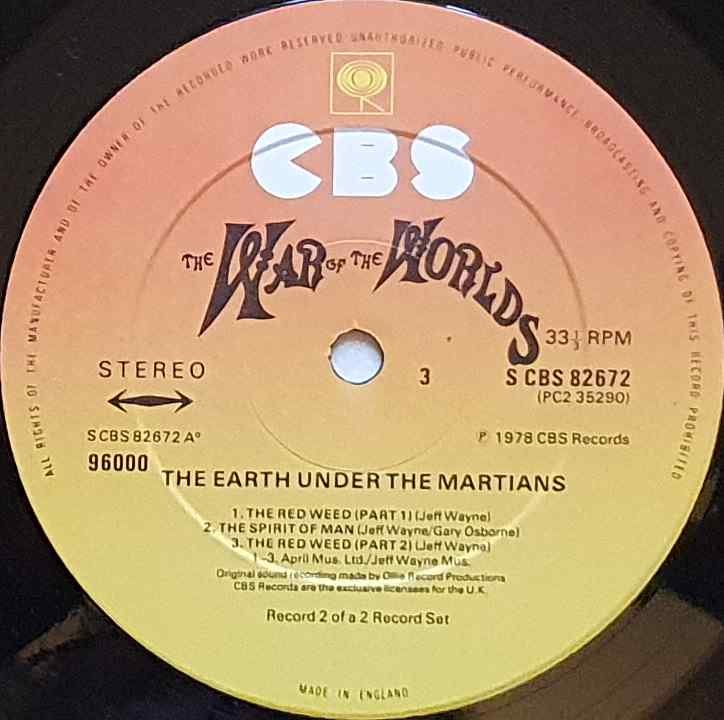 ALL RIGHTS OF THE MANUFACTURER AND OF THE OWNER OF THE RECORDED WORK RESERVED UNAUTHORIZED PUBLIC PERFORMANCE BROADCASTING AND COPYING OF THIS RECORD PROHIBITED
CBS
THE WAR OF THE WORLDS
33⅓ RPM
STEREO
3
S CBS 82672
(PC2 35290)
S CBS 82672 A°
℗ 1978 CBS Records
96000
THE EARTH UNDER THE MARTIANS
1. THE RED WEED (PART 1) (Jeff Wayne)
2. THE SPIRIT OF MAN (Jeff Wayne/Gary Osborne)
3. THE RED WEED (PART 2) (Jeff Wayne)
1-3. April Mus. Ltd./Jeff Wayne Mus.
Original sound recording made by Ollie Record Productions
CBS Records are the exclusive licensees for the U.K.
Record 2 of a 2 Record Set
MADE IN ENGLAND